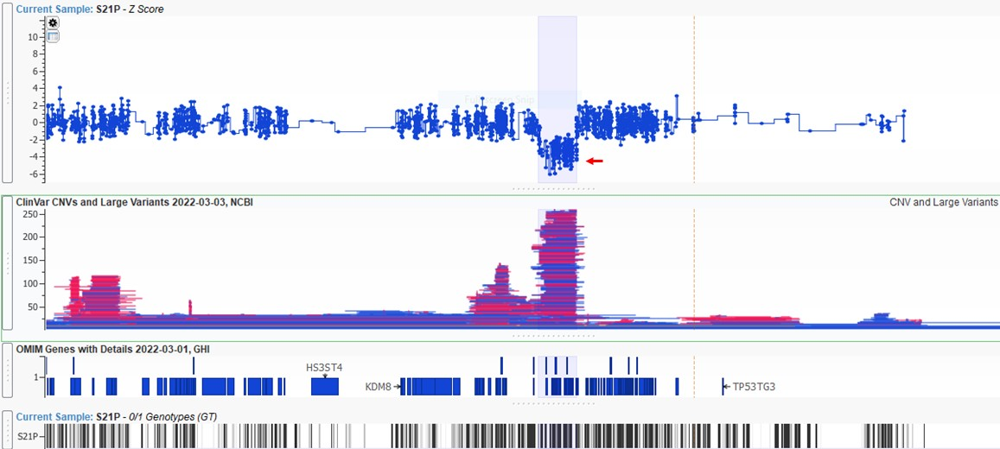 Current Sample: S21P - Z Score
10
8
6
4
2
0
-2
-4
-6
ClinVar CNVs and Large Variants 2022-03-03, NCBI
CNV and Large Variants
250
200
150
100
50
OMIM Genes with Details 2022-03-01, GHI
1
HS3ST4
KDM8
TP53TG3
Current Sample: S21P - 0/1 Genotypes (GT)
S21P